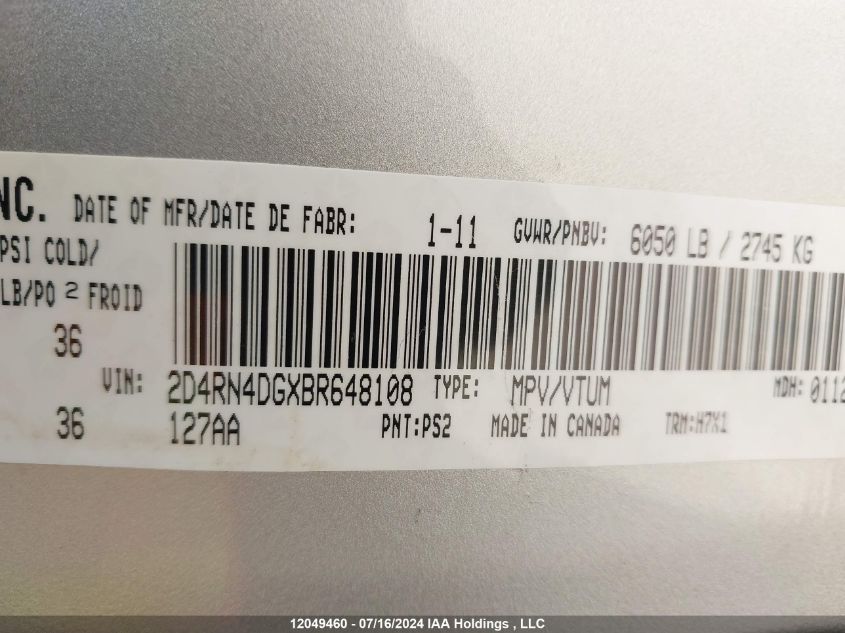 NC. DATE OF MFR/DATE DE FABR: 1-11 GVWR/PNBV: 6050 LB / 2745 KG
PSI COLD/
LB/PO 2 FROID
36
VIN: 2D4RN4DGXBR648108 TYPE: MPV/VTUM MDH: 0112
36 127AA PNT:PS2 MADE IN CANADA TRM:H7X1
12049460 - 07/16/2024 IAA Holdings , LLC